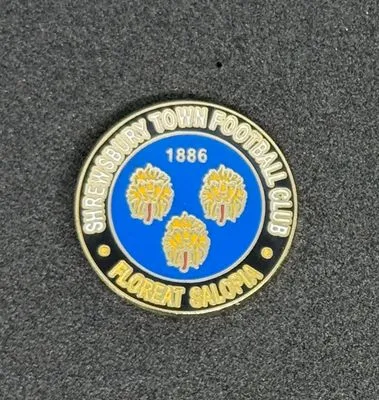 SHREWSBURY TOWN FOOTBALL CLUB
1886
FLOREAT SALOPIA